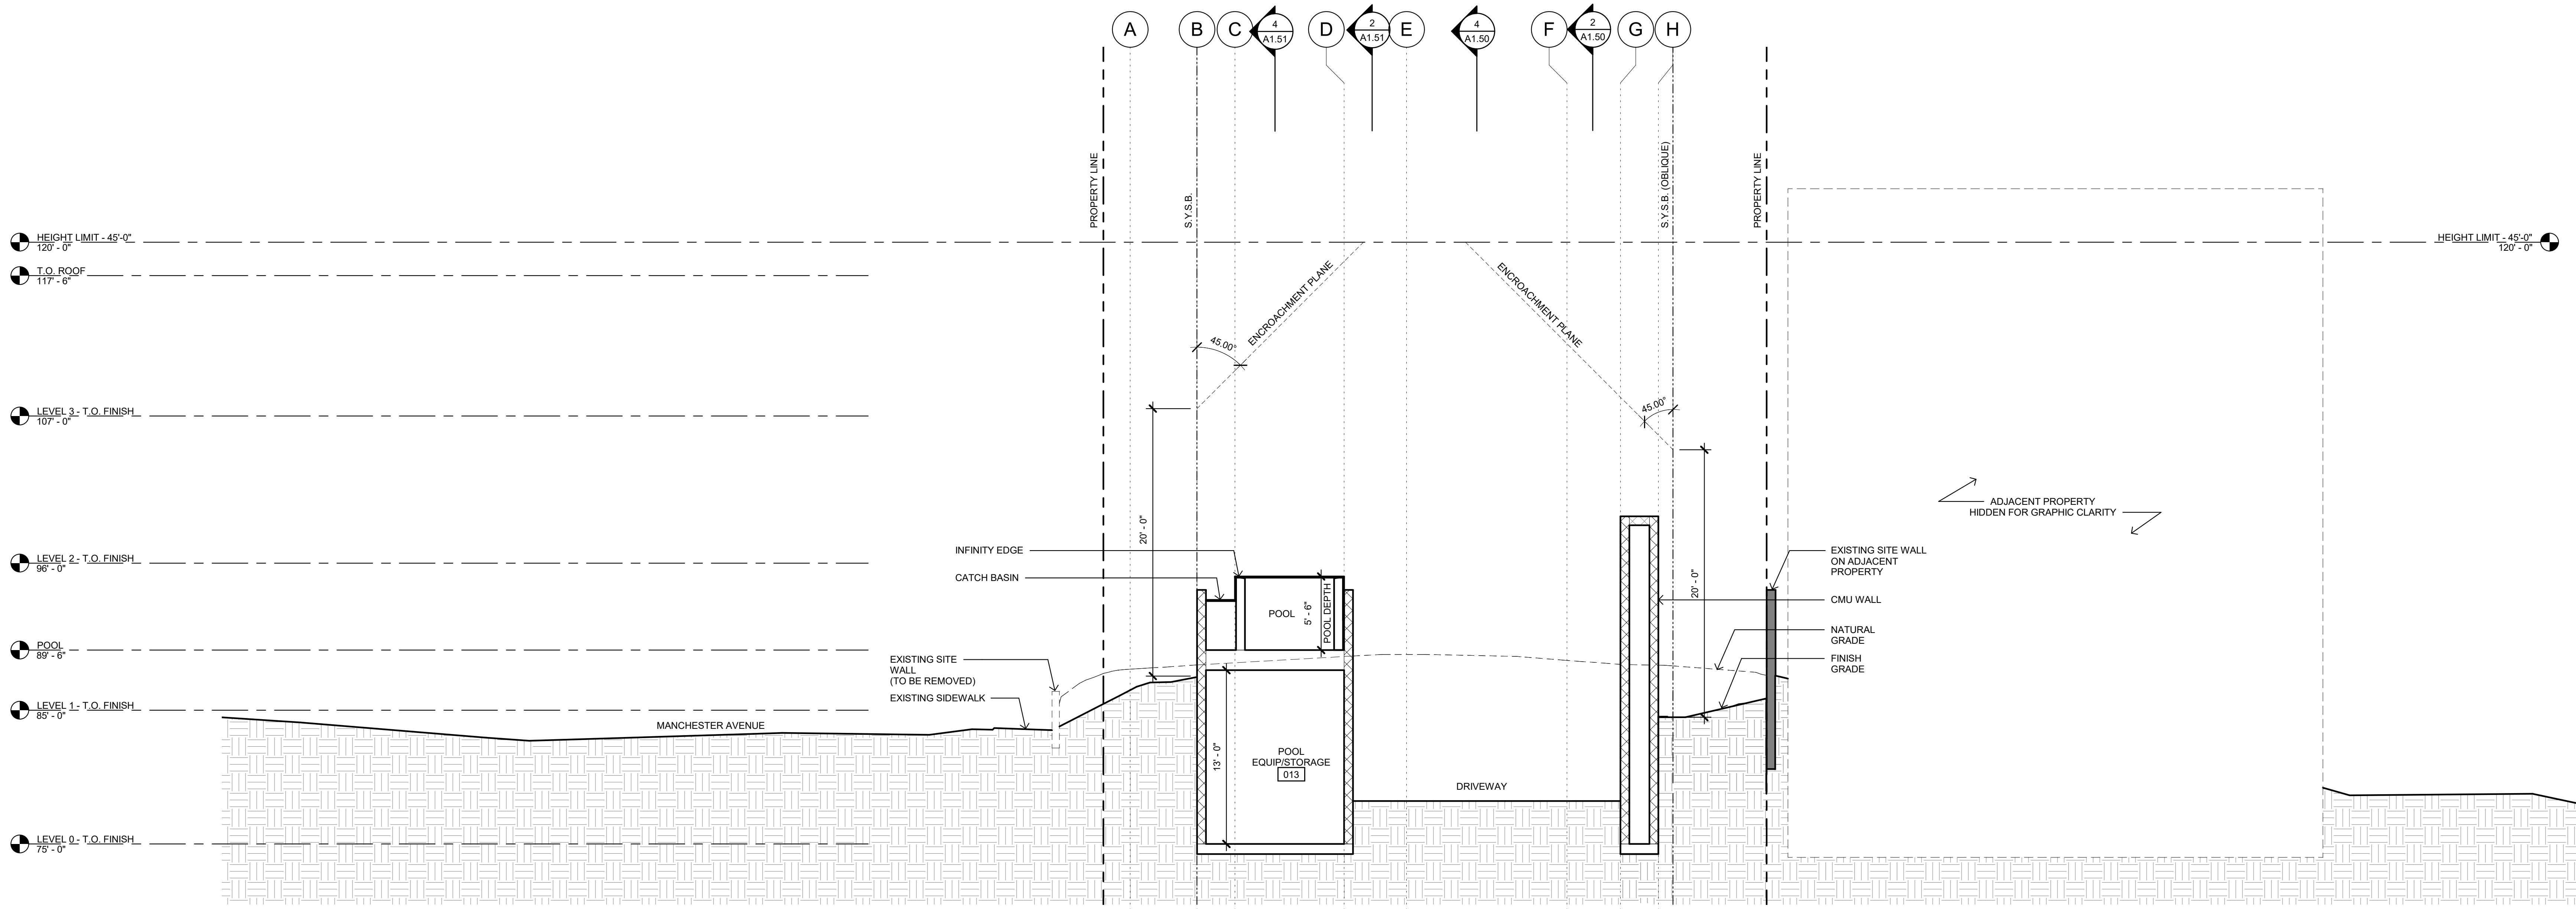 A
B
C
4
A1.51
D
2
A1.51
E
4
A1.50
F
2
A1.50
G
H
PROPERTY LINE
S.Y.S.B.
S.Y.S.B. (OBLIQUE)
PROPERTY LINE
HEIGHT LIMIT - 45'-0"
120' - 0"
HEIGHT LIMIT - 45'-0"
120' - 0"
T.O. ROOF
117' - 6"
ENCROACHMENT PLANE
ENCROACHMENT PLANE
45.00°
45.00°
LEVEL 3 - T.O. FINISH
107' - 0"
ADJACENT PROPERTY
HIDDEN FOR GRAPHIC CLARITY
20' - 0"
20' - 0"
LEVEL 2 - T.O. FINISH
96' - 0"
INFINITY EDGE
CATCH BASIN
POOL
5' - 6"
POOL DEPTH
EXISTING SITE WALL
ON ADJACENT
PROPERTY
CMU WALL
NATURAL
GRADE
FINISH
GRADE
POOL
89' - 6"
EXISTING SITE
WALL
(TO BE REMOVED)
EXISTING SIDEWALK
LEVEL 1 - T.O. FINISH
85' - 0"
MANCHESTER AVENUE
13' - 0"
POOL
EQUIP/STORAGE
013
DRIVEWAY
LEVEL 0 - T.O. FINISH
75' - 0"